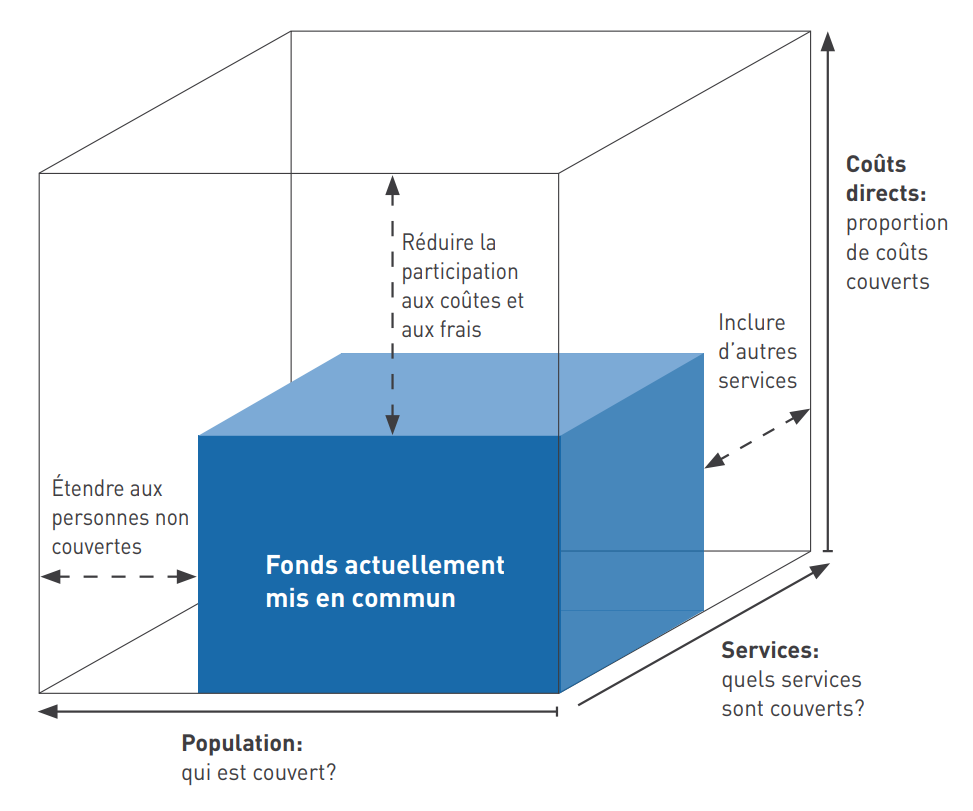 Coûts
directs:
proportion
de coûts
couverts
Réduire la
participation
aux coûtes et
aux frais
Inclure
d'autres
services
Étendre aux
personnes non
couvertes
Fonds actuellement
mis en commun
Services:
quels services
sont couverts?
Population:
qui est couvert?